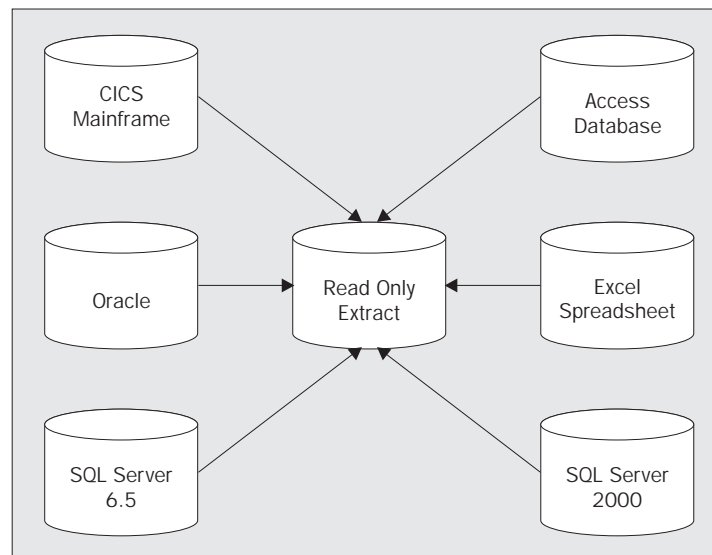 CICS
Mainframe
Access
Database
Oracle
Read Only
Extract
Excel
Spreadsheet
SQL Server
6.5
SQL Server
2000